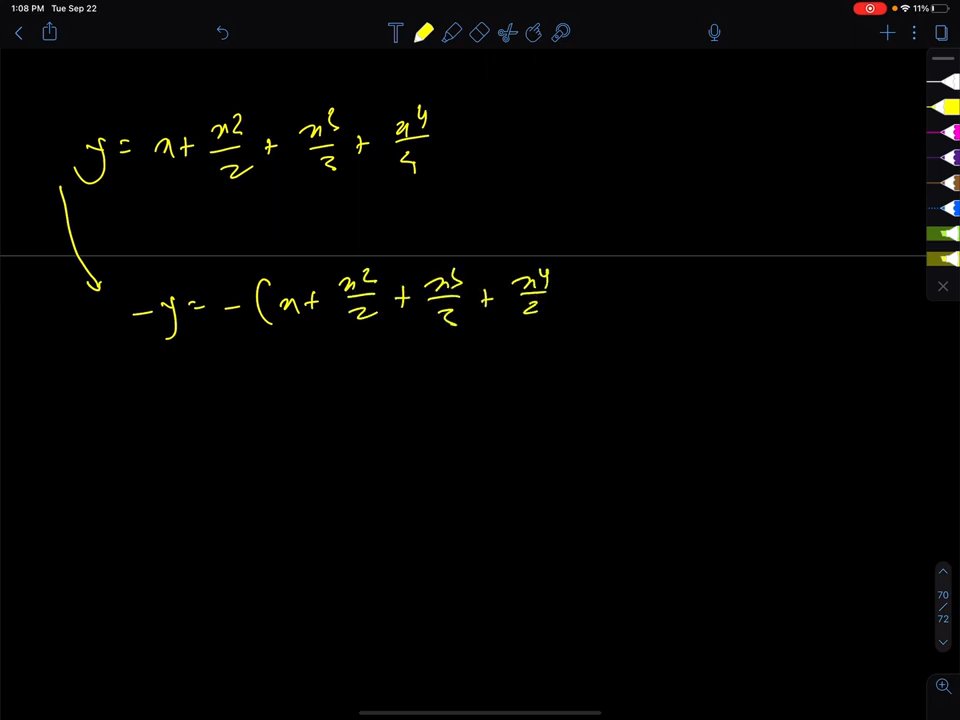 1:08 PM Tue Sep 22
11%
y = x + x²/2 + x³/3 + x⁴/4
-y = - (x + x²/2 + x³/3 + x⁴/2
70
/
72